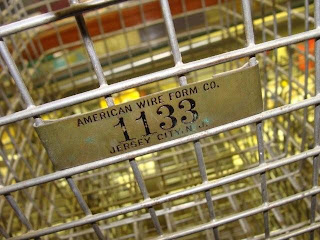 AMERICAN WIRE FORM CO.
1133
JERSEY CITY, N.J.